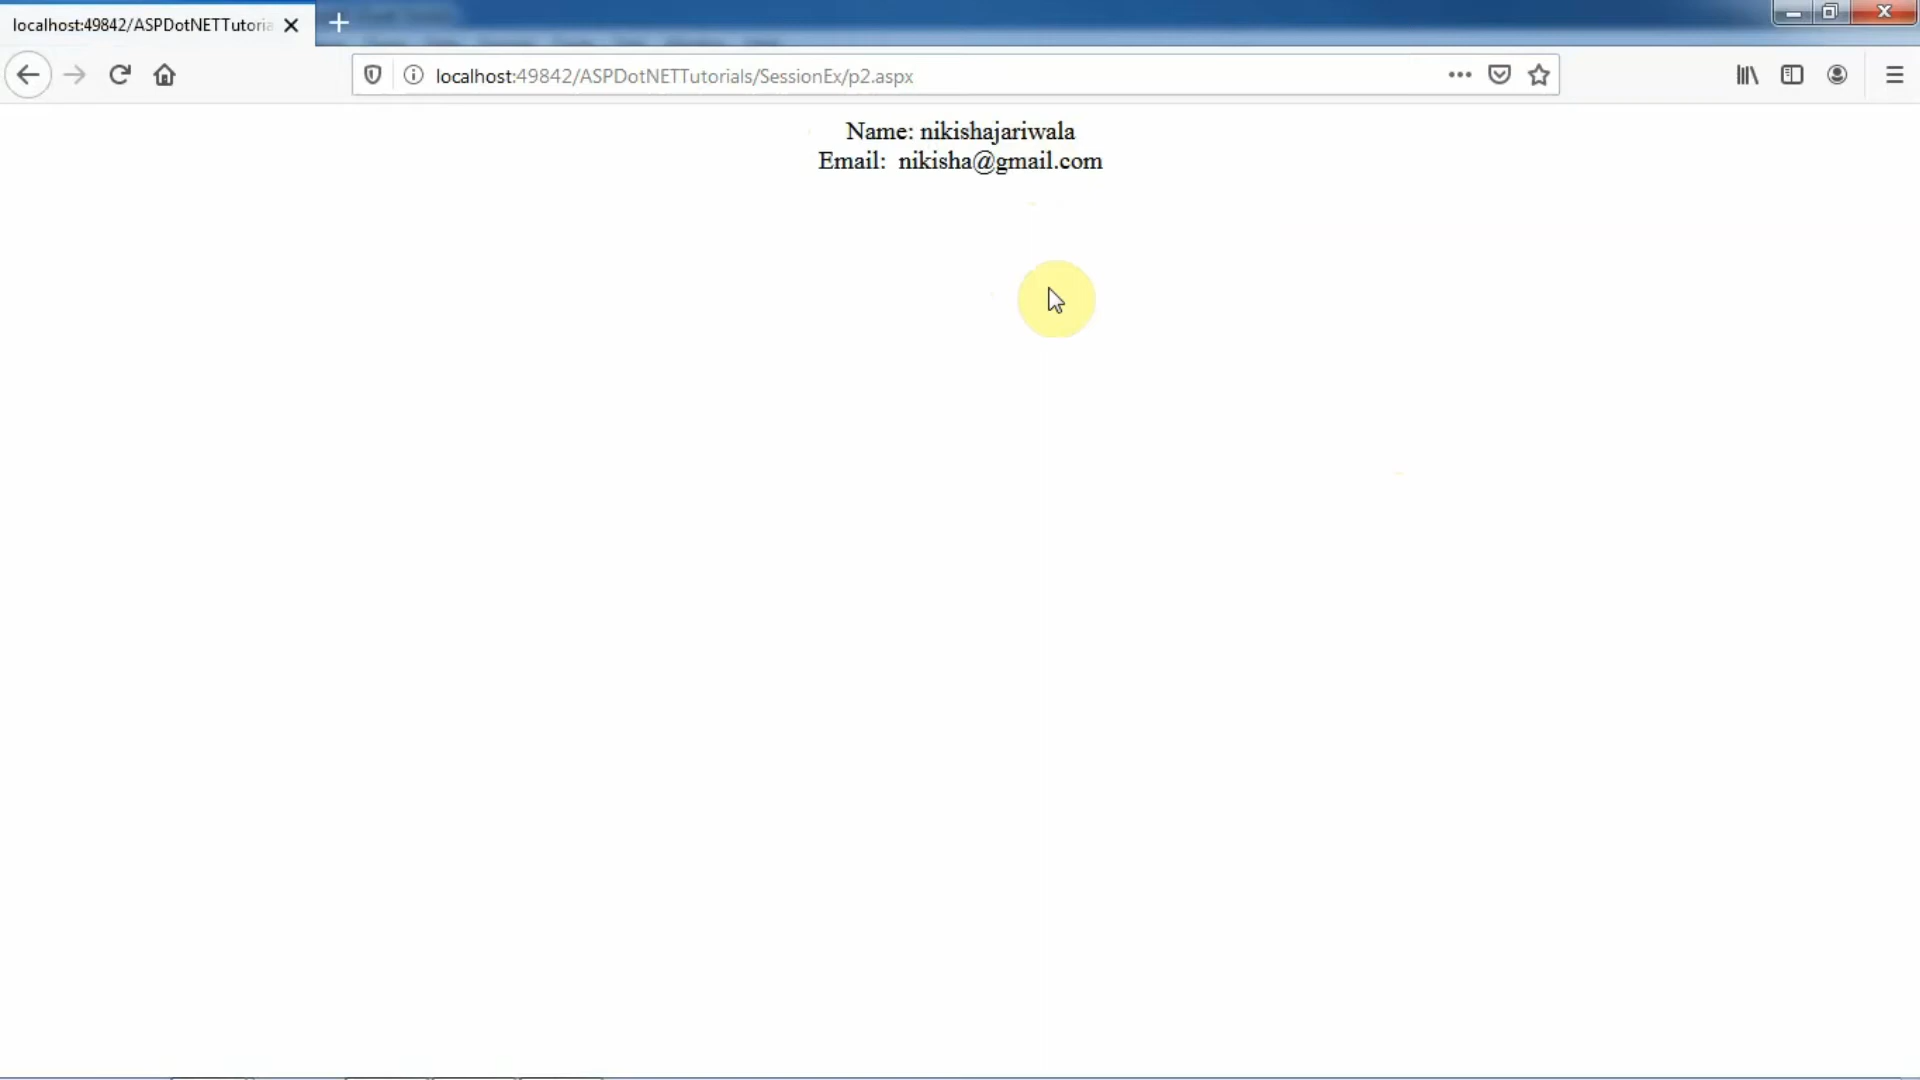 localhost:49842/ASPDotNETTutoria
localhost:49842/ASPDotNETTutorials/SessionEx/p2.aspx
Name: nikishajariwala
Email: nikisha@gmail.com